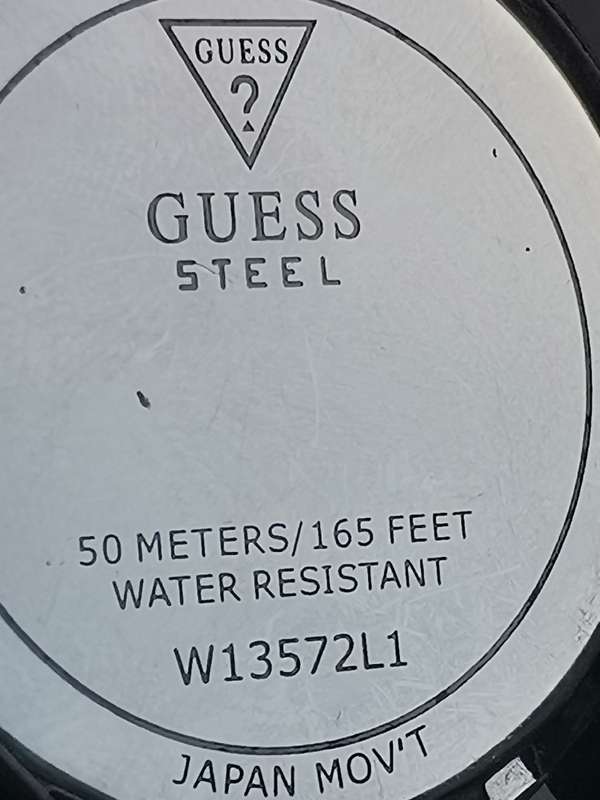 GUESS
?
GUESS
STEEL
50 METERS/165 FEET
WATER RESISTANT
W13572L1
JAPAN MOV'T